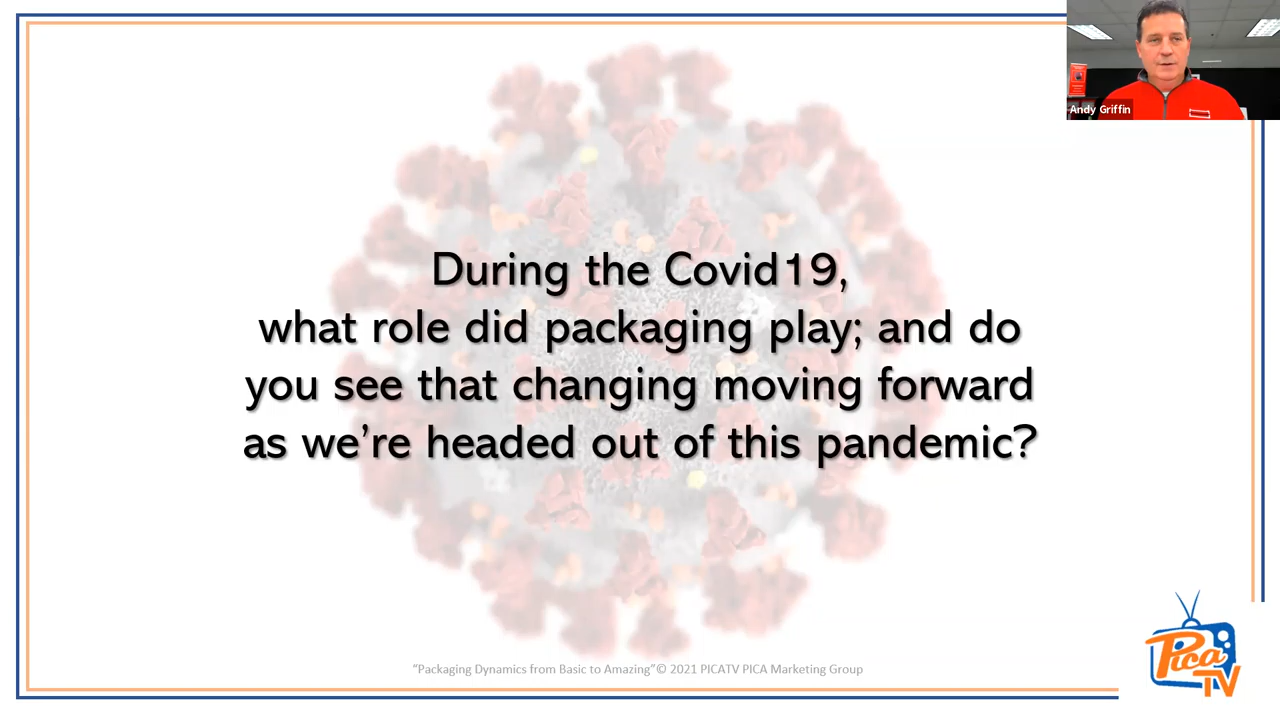 Andy Griffin
During the Covid19,
what role did packaging play; and do
you see that changing moving forward
as we’re headed out of this pandemic?
“Packaging Dynamics from Basic to Amazing”© 2021 PICATV PICA Marketing Group
Pica
TV